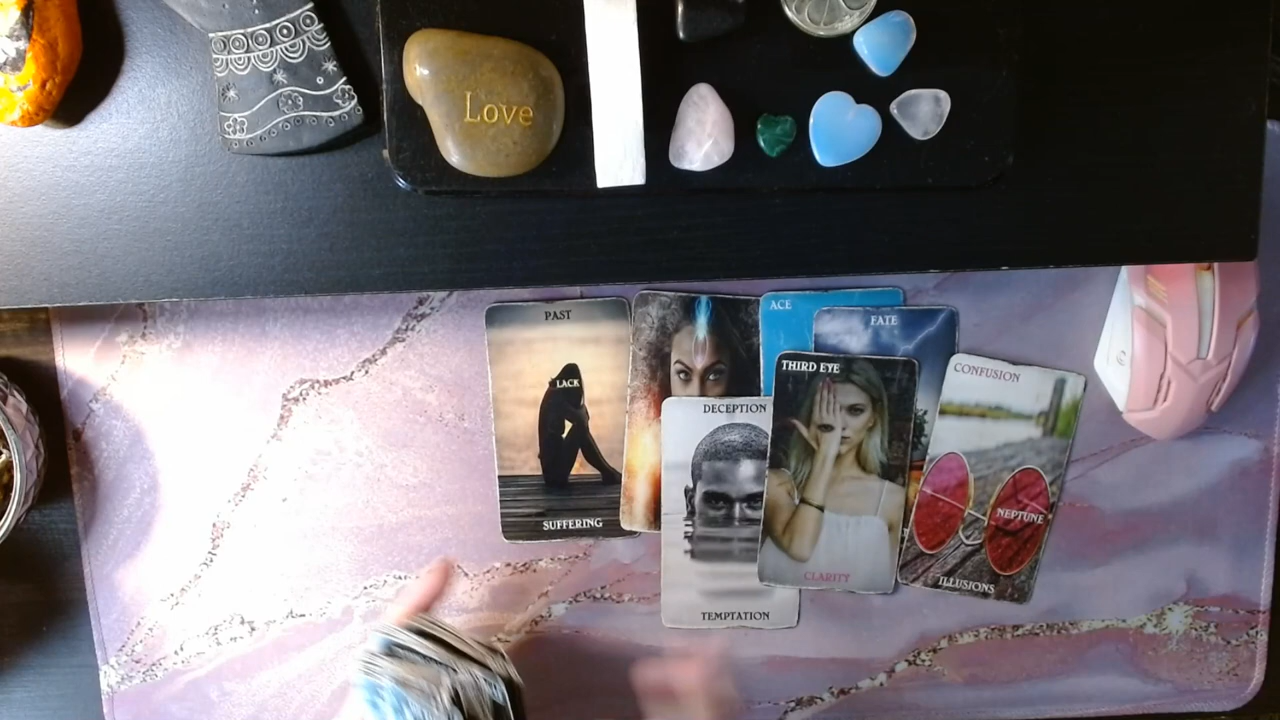 Love
PAST
LACK
SUFFERING
ACE
FATE
DECEPTION
TEMPTATION
THIRD EYE
CLARITY
CONFUSION
NEPTUNE
ILLUSIONS